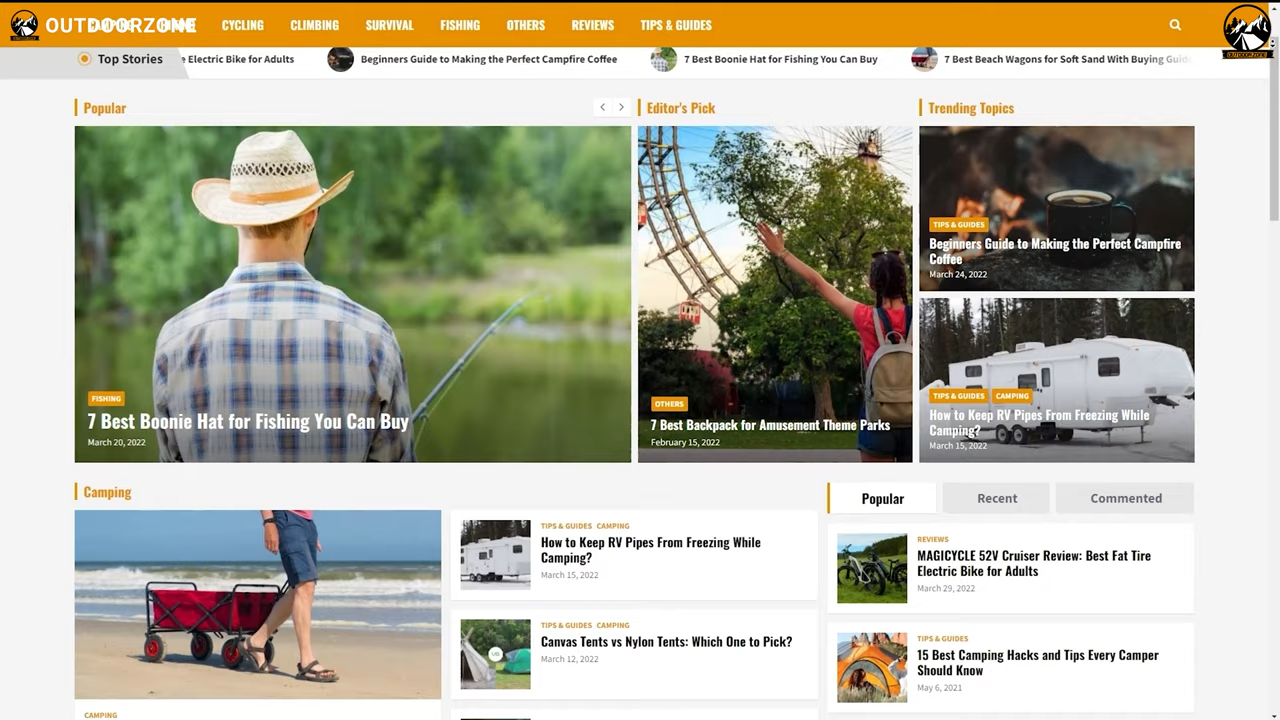 OUTDOORZONE
CYCLING
CLIMBING
SURVIVAL
FISHING
OTHERS
REVIEWS
TIPS & GUIDES
OUTDOORZONE
Top Stories
e Electric Bike for Adults
Beginners Guide to Making the Perfect Campfire Coffee
7 Best Boonie Hat for Fishing You Can Buy
7 Best Beach Wagons for Soft Sand With Buying Guide
Popular
FISHING
7 Best Boonie Hat for Fishing You Can Buy
March 20, 2022
Editor's Pick
OTHERS
7 Best Backpack for Amusement Theme Parks
February 15, 2022
Trending Topics
TIPS & GUIDES
Beginners Guide to Making the Perfect Campfire
Coffee
March 24, 2022
TIPS & GUIDES CAMPING
How to Keep RV Pipes From Freezing While
Camping?
March 15, 2022
Camping
CAMPING
TIPS & GUIDES CAMPING
How to Keep RV Pipes From Freezing While
Camping?
March 15, 2022
TIPS & GUIDES CAMPING
Canvas Tents vs Nylon Tents: Which One to Pick?
March 12, 2022
Popular
Recent
Commented
REVIEWS
MAGICYCLE 52V Cruiser Review: Best Fat Tire
Electric Bike for Adults
March 29, 2022
TIPS & GUIDES
15 Best Camping Hacks and Tips Every Camper
Should Know
May 6, 2021